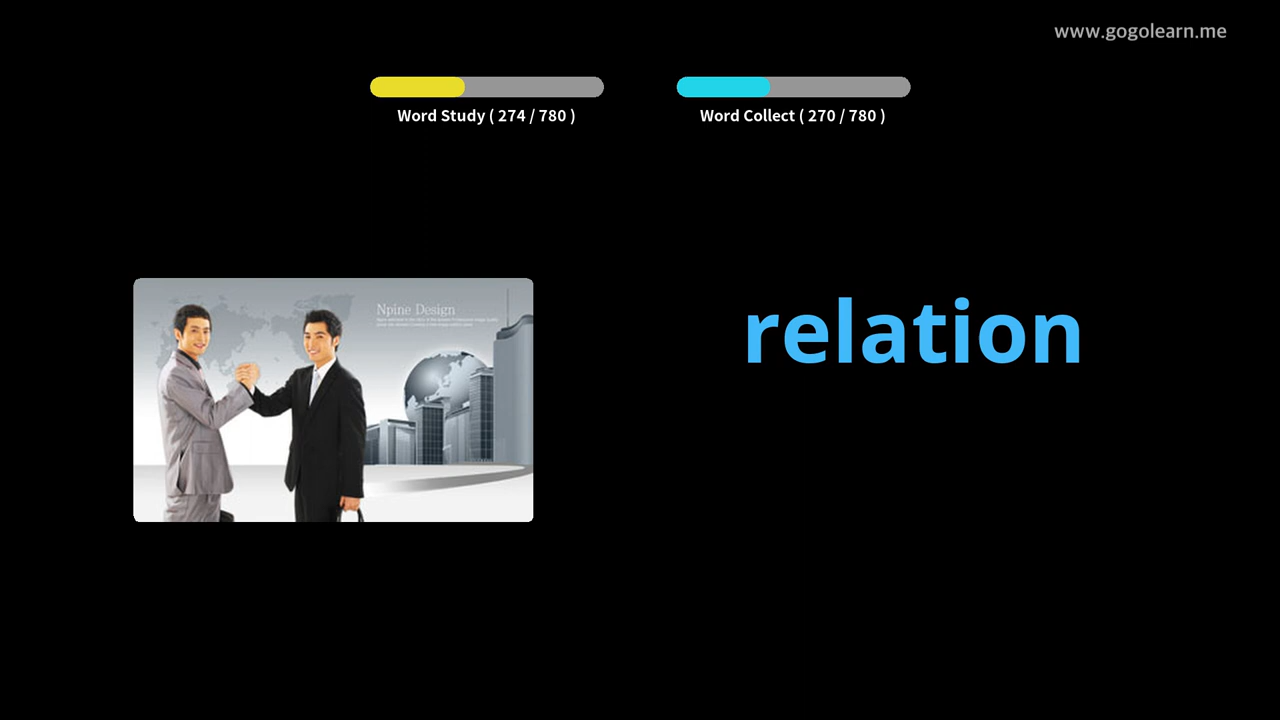 www.gogolearn.me
Word Study ( 274 / 780 )
Word Collect ( 270 / 780 )
Npine Design
relation